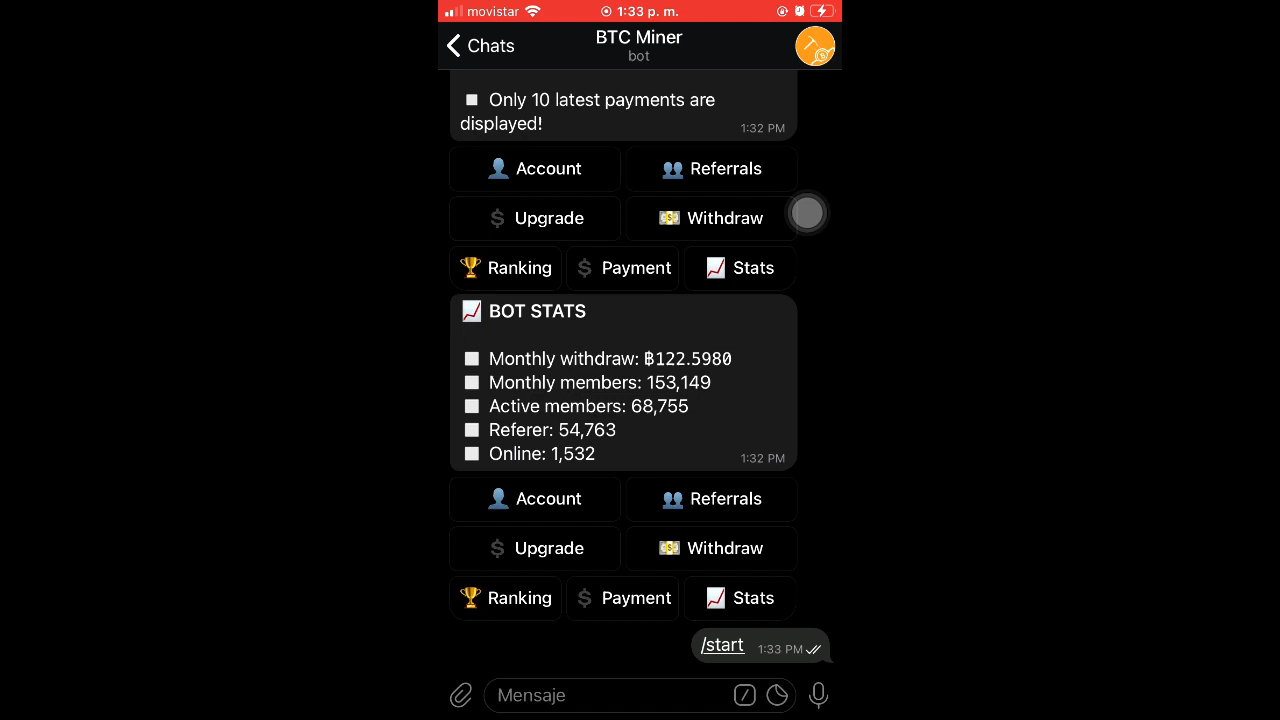 movistar 1:33 p. m.
Chats
BTC Miner
bot
◻️ Only 10 latest payments are
displayed!
1:32 PM
👤 Account 👥 Referrals
💲 Upgrade 💵 Withdraw
🏆 Ranking 💲 Payment 📈 Stats
📈 BOT STATS
◻️ Monthly withdraw: ฿122.5980
◻️ Monthly members: 153,149
◻️ Active members: 68,755
◻️ Referer: 54,763
◻️ Online: 1,532
1:32 PM
👤 Account 👥 Referrals
💲 Upgrade 💵 Withdraw
🏆 Ranking 💲 Payment 📈 Stats
/start 1:33 PM
Mensaje